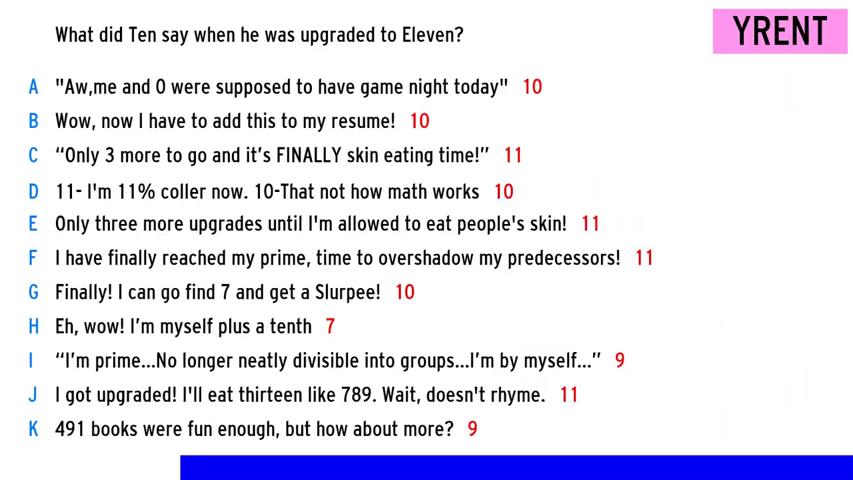 What did Ten say when he was upgraded to Eleven?
YRENT
A "Aw,me and 0 were supposed to have game night today" 10
B Wow, now I have to add this to my resume! 10
C “Only 3 more to go and it’s FINALLY skin eating time!” 11
D 11- I'm 11% coller now. 10-That not how math works 10
E Only three more upgrades until I'm allowed to eat people's skin! 11
F I have finally reached my prime, time to overshadow my predecessors! 11
G Finally! I can go find 7 and get a Slurpee! 10
H Eh, wow! I’m myself plus a tenth 7
I “I’m prime...No longer neatly divisible into groups...I’m by myself...” 9
J I got upgraded! I'll eat thirteen like 789. Wait, doesn't rhyme. 11
K 491 books were fun enough, but how about more? 9